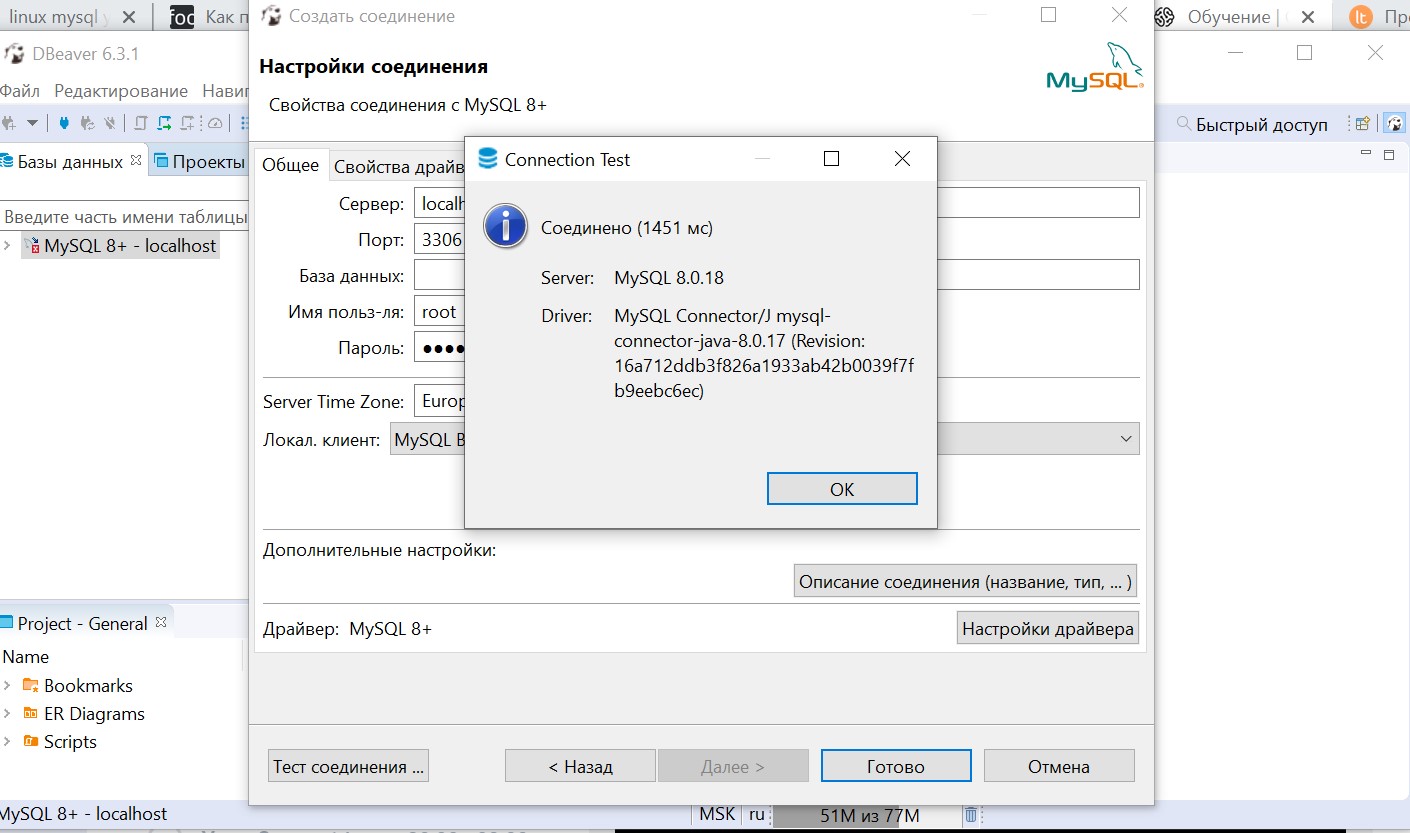 linux mysql
Как п
Обучение |
Пр
DBeaver 6.3.1
Файл Редактирование Навиг
Быстрый доступ
Базы данных
Проекты
Введите часть имени таблицы
MySQL 8+ - localhost
Project - General
Name
Bookmarks
ER Diagrams
Scripts
Создать соединение
Настройки соединения
Свойства соединения с MySQL 8+
MySQL
Общее
Свойства драйв
Сервер: localh
Порт: 3306
База данных:
Имя польз-ля: root
Пароль: ●●●●
Server Time Zone: Europ
Локал. клиент: MySQL B
Connection Test
Соединено (1451 мс)
Server: MySQL 8.0.18
Driver: MySQL Connector/J mysql-
connector-java-8.0.17 (Revision:
16a712ddb3f826a1933ab42b0039f7f
b9eebc6ec)
OK
Дополнительные настройки:
Описание соединения (название, тип, ... )
Драйвер: MySQL 8+
Настройки драйвера
Тест соединения ...
< Назад
Далее >
Готово
Отмена
MySQL 8+ - localhost
MSK
ru
51M из 77M